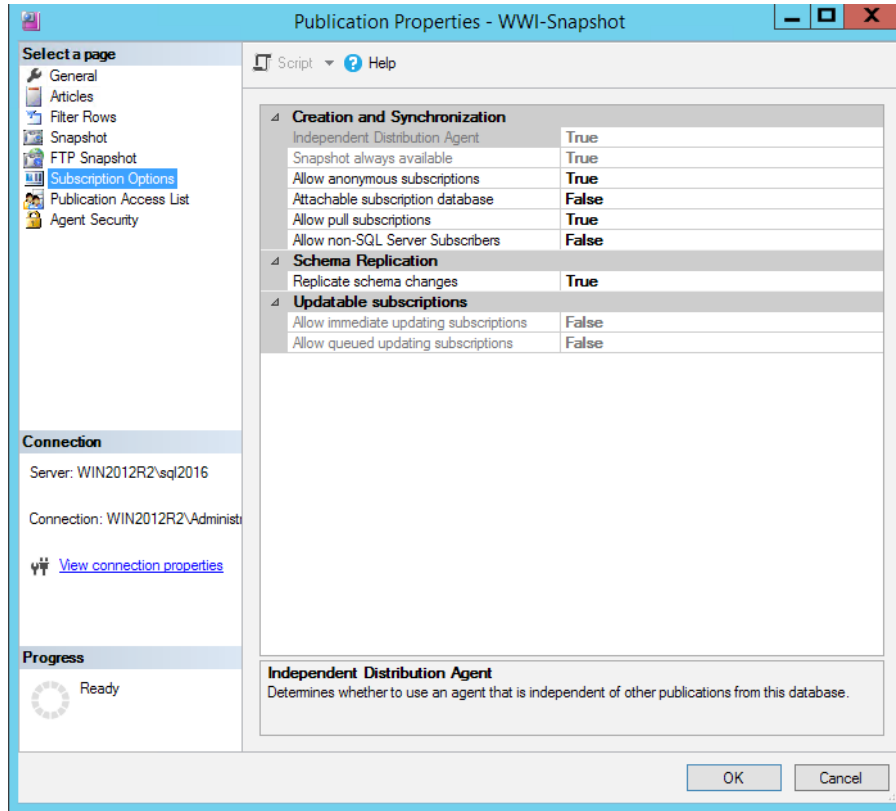 Publication Properties - WWI-Snapshot
Select a page
General
Articles
Filter Rows
Snapshot
FTP Snapshot
Subscription Options
Publication Access List
Agent Security
Script Help
Creation and Synchronization
Independent Distribution Agent True
Snapshot always available True
Allow anonymous subscriptions True
Attachable subscription database False
Allow pull subscriptions True
Allow non-SQL Server Subscribers False
Schema Replication
Replicate schema changes True
Updatable subscriptions
Allow immediate updating subscriptions False
Allow queued updating subscriptions False
Connection
Server: WIN2012R2\sql2016
Connection: WIN2012R2\Administr
View connection properties
Progress
Ready
Independent Distribution Agent
Determines whether to use an agent that is independent of other publications from this database.
OK Cancel